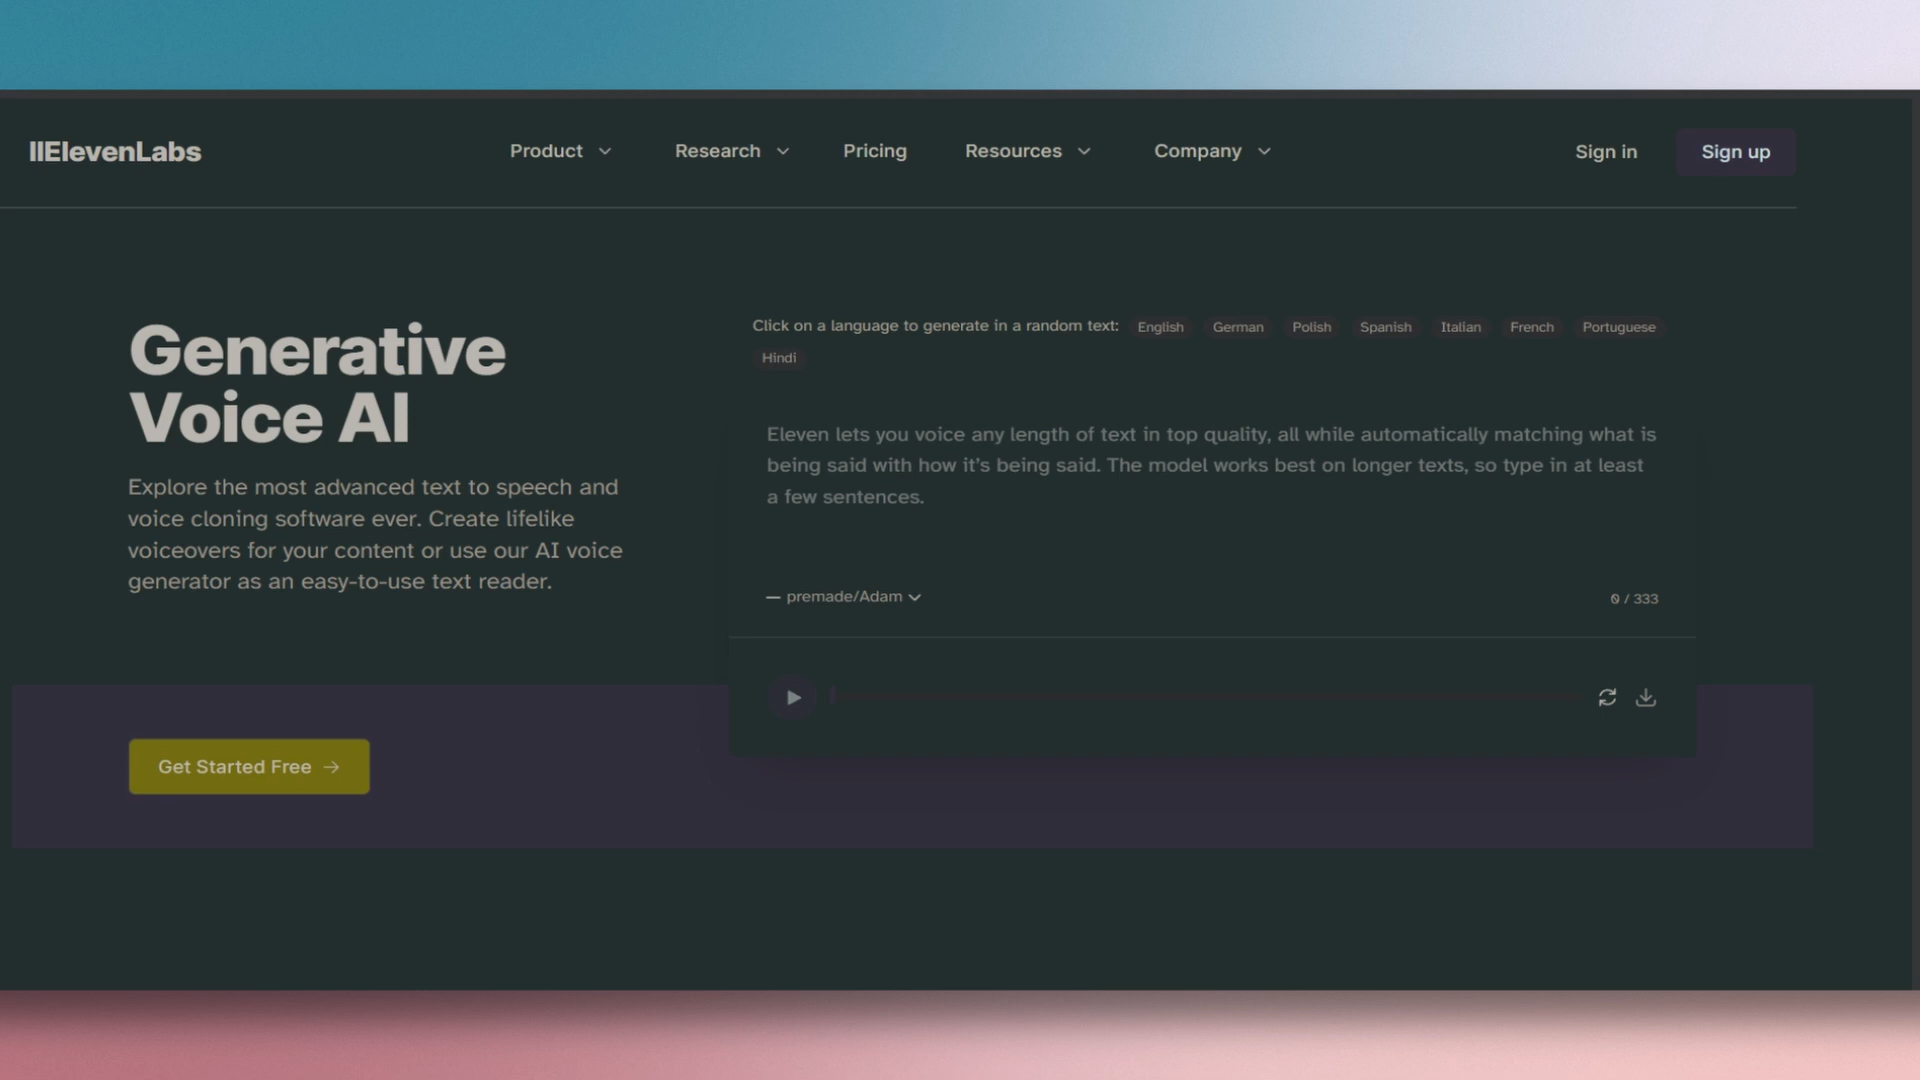 IIElevenLabs
Product Research Pricing Resources Company Sign in Sign up
Generative
Voice AI
Explore the most advanced text to speech and
voice cloning software ever. Create lifelike
voiceovers for your content or use our AI voice
generator as an easy-to-use text reader.
Get Started Free →
Click on a language to generate in a random text: English German Polish Spanish Italian French Portuguese
Hindi
Eleven lets you voice any length of text in top quality, all while automatically matching what is
being said with how it's being said. The model works best on longer texts, so type in at least
a few sentences.
— premade/Adam 0 / 333